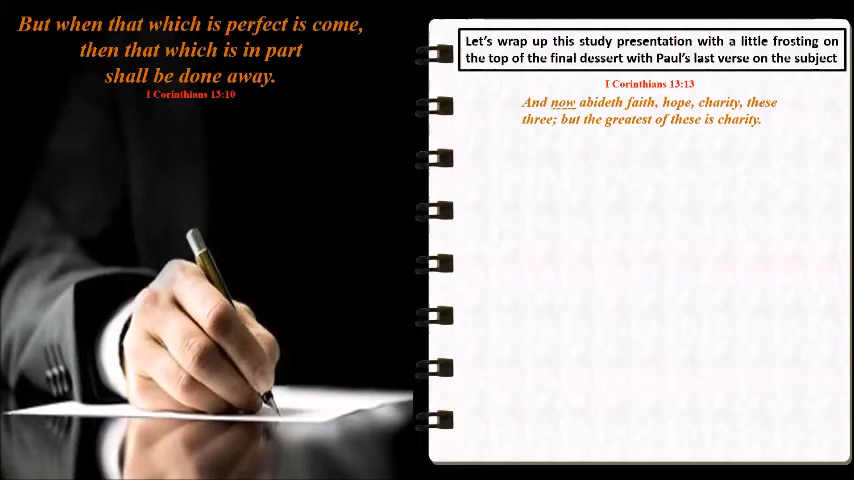 But when that which is perfect is come,
then that which is in part
shall be done away.
I Corinthians 13:10
Let's wrap up this study presentation with a little frosting on
the top of the final dessert with Paul's last verse on the subject
I Corinthians 13:13
And now abideth faith, hope, charity, these
three; but the greatest of these is charity.